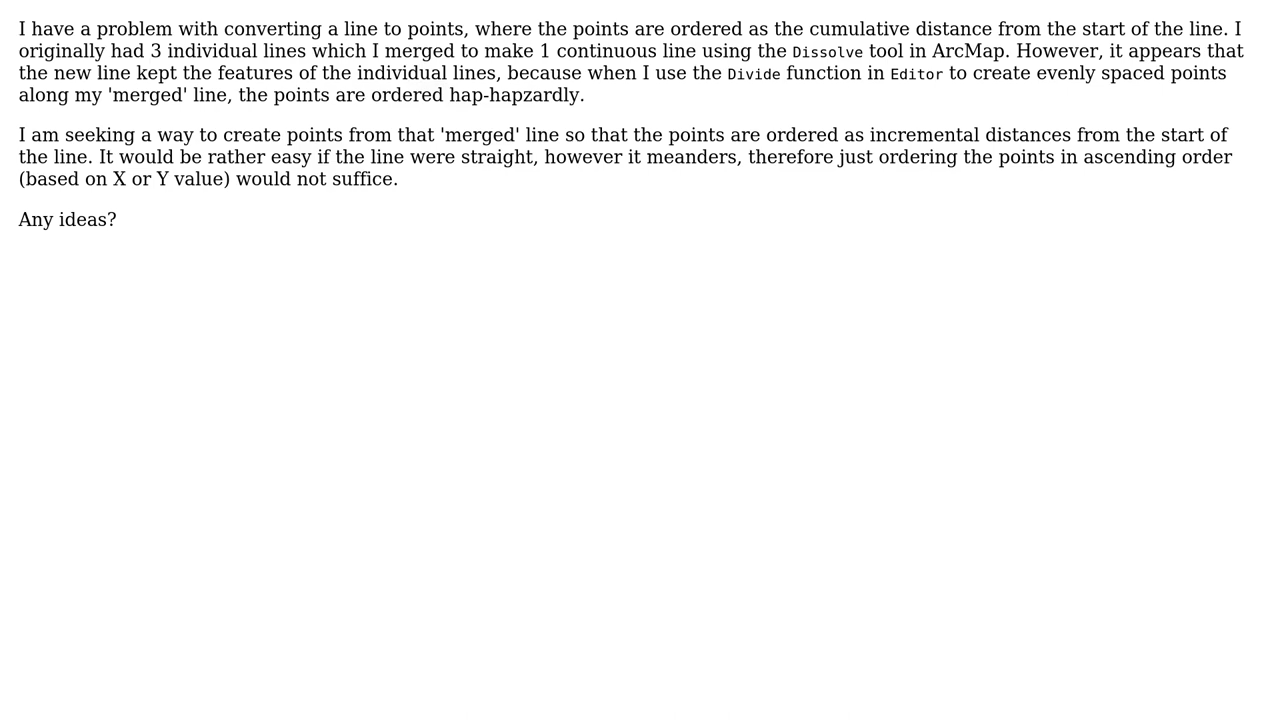 I have a problem with converting a line to points, where the points are ordered as the cumulative distance from the start of the line. I
originally had 3 individual lines which I merged to make 1 continuous line using the Dissolve tool in ArcMap. However, it appears that
the new line kept the features of the individual lines, because when I use the Divide function in Editor to create evenly spaced points
along my 'merged' line, the points are ordered hap-hapzardly.
I am seeking a way to create points from that 'merged' line so that the points are ordered as incremental distances from the start of
the line. It would be rather easy if the line were straight, however it meanders, therefore just ordering the points in ascending order
(based on X or Y value) would not suffice.
Any ideas?